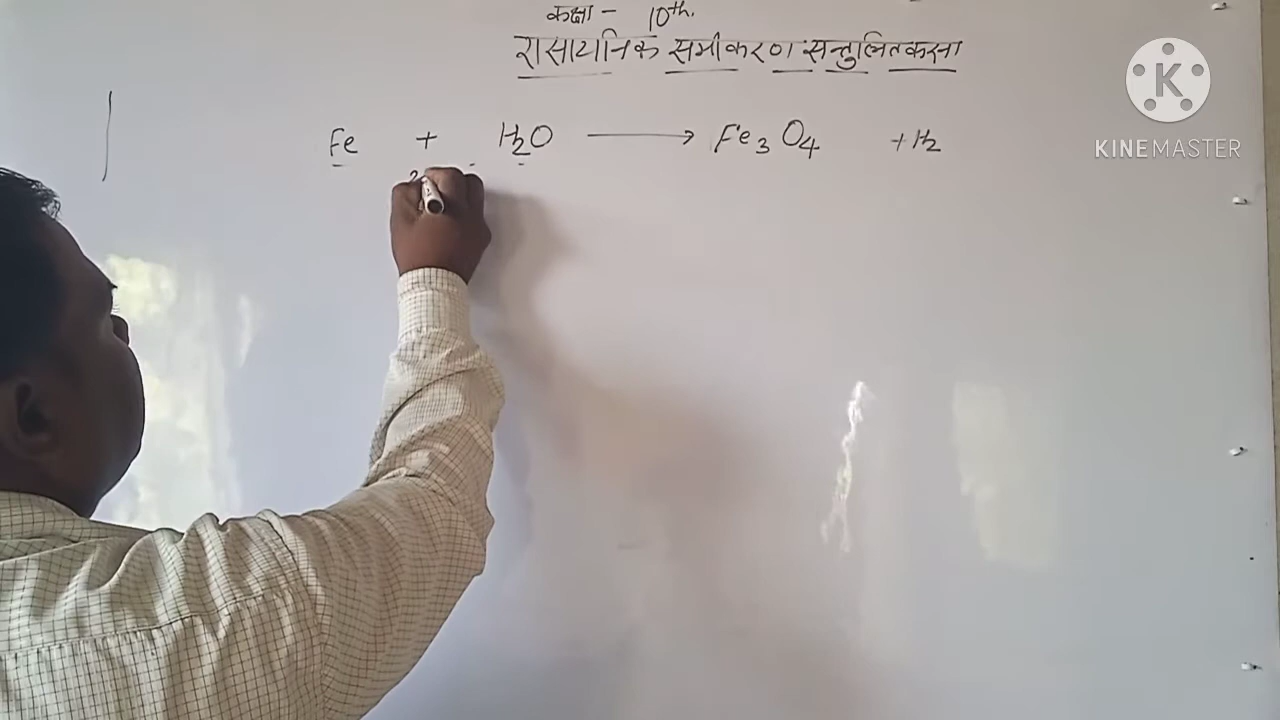 कक्षा - 10th.
रासायनिक समीकरण सन्तुलित करना
Fe + H2O ⟶ Fe3O4 + H2
K
KINEMASTER